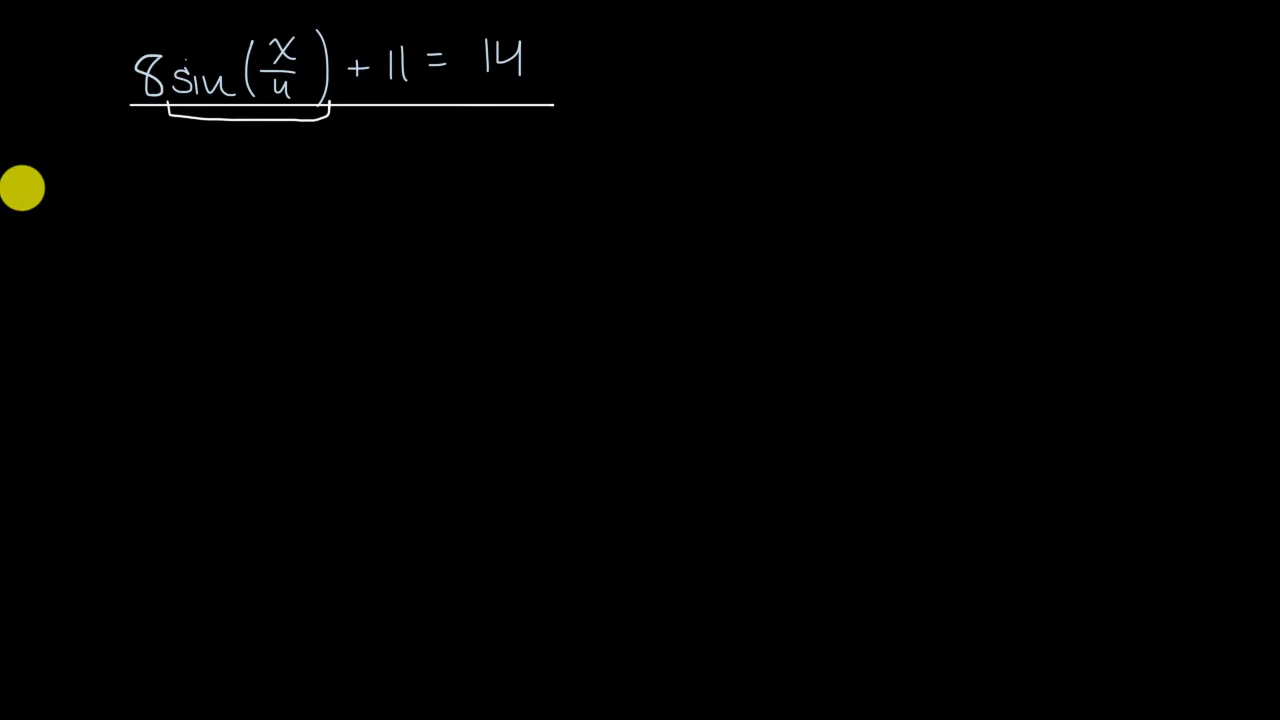 8sin(x/4) + 11 = 14